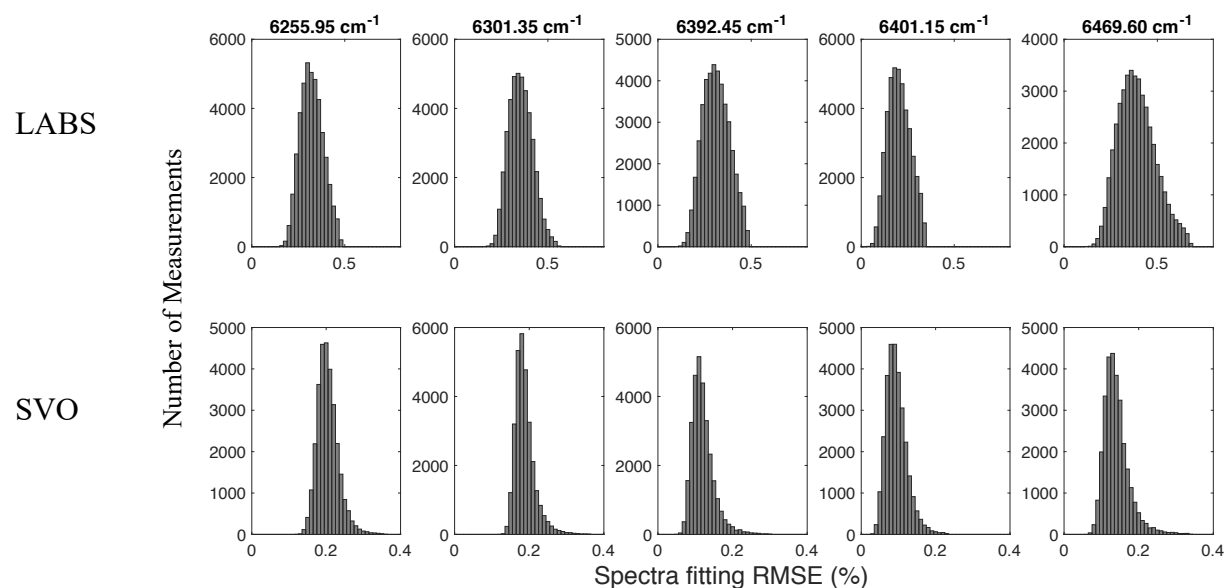 6255.95 cm⁻¹ 6301.35 cm⁻¹ 6392.45 cm⁻¹ 6401.15 cm⁻¹ 6469.60 cm⁻¹
LABS
6000 6000 5000 6000 4000
4000
4000 4000 4000 3000
3000
2000
2000 2000 2000 2000
1000
1000
0 0 0 0 0
0 0.5 0 0.5 0 0.5 0 0.5 0 0.5
Number of Measurements
SVO
5000 6000 6000 5000 5000
4000 4000 4000
4000 4000
3000 3000 3000
2000 2000 2000 2000 2000
1000 1000 1000
0 0 0 0 0
0 0.2 0.4 0 0.2 0.4 0 0.2 0.4 0 0.2 0.4 0 0.2 0.4
Spectra fitting RMSE (%)